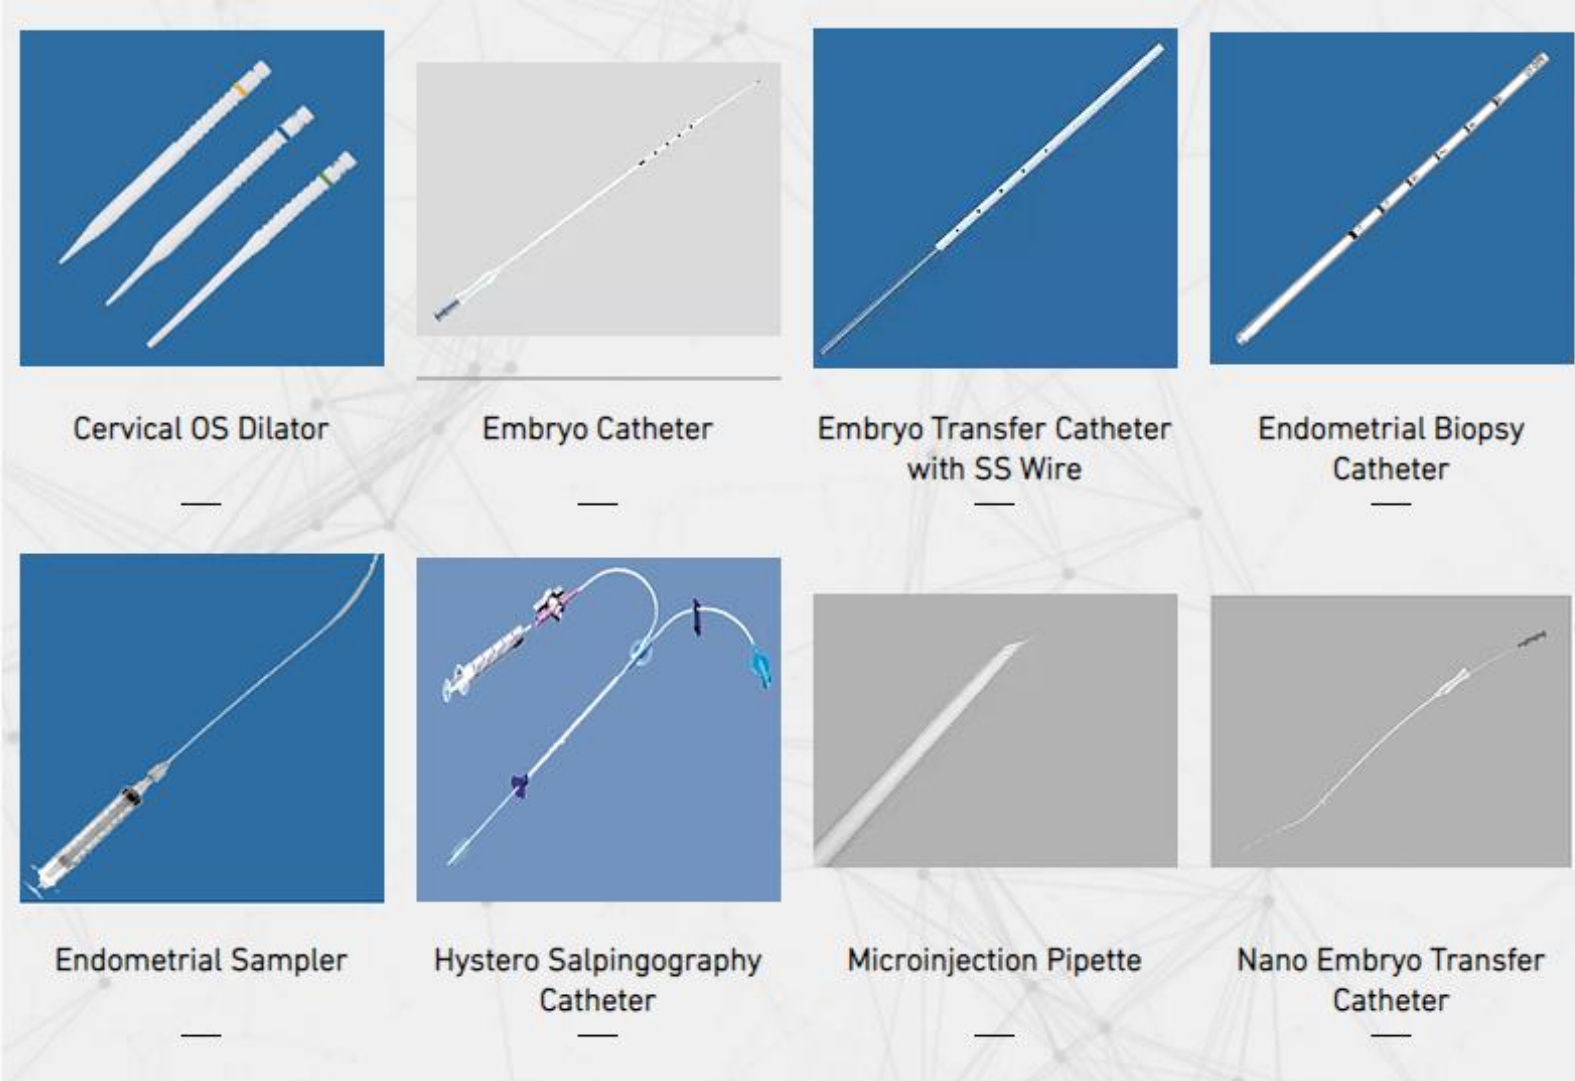 Cervical OS Dilator
Embryo Catheter
Embryo Transfer Catheter
with SS Wire
Endometrial Biopsy
Catheter
Endometrial Sampler
Hystero Salpingography
Catheter
Microinjection Pipette
Nano Embryo Transfer
Catheter